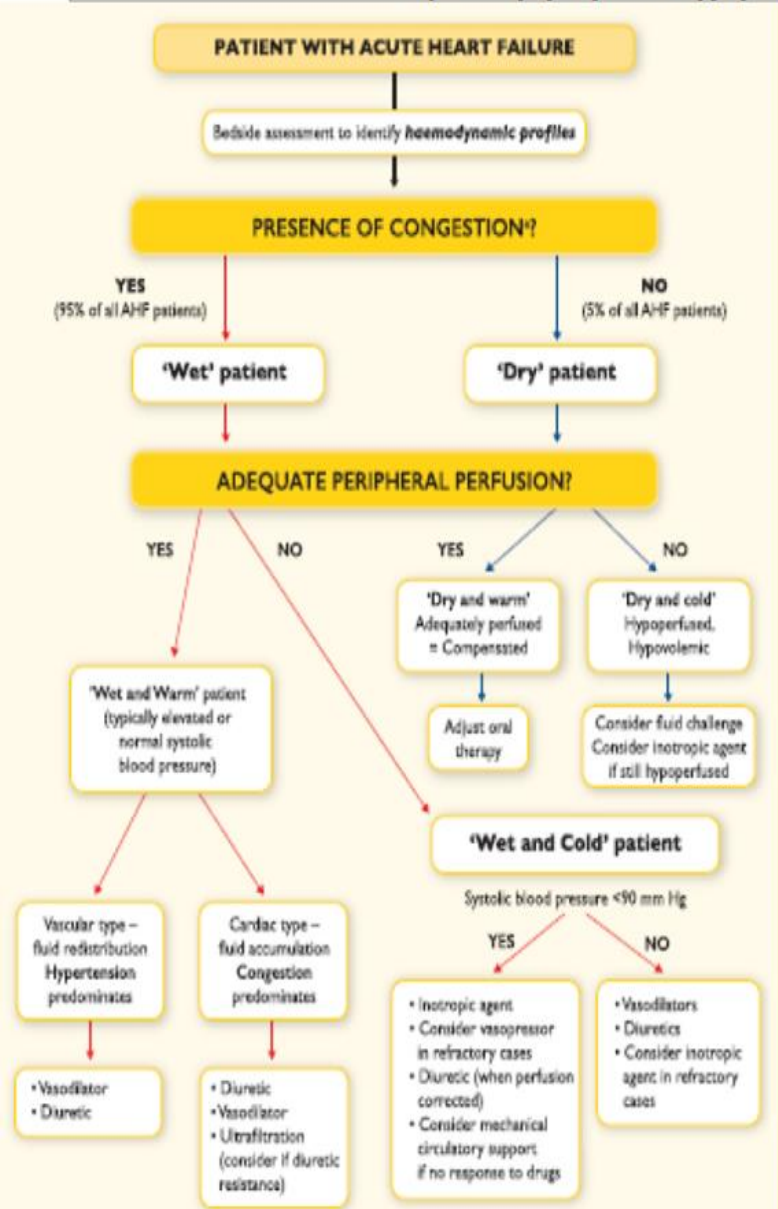 PATIENT WITH ACUTE HEART FAILURE
Bedside assessment to identify haemodynamic profiles
PRESENCE OF CONGESTIONᵃ?
YES
(95% of all AHF patients)
NO
(5% of all AHF patients)
‘Wet’ patient
‘Dry’ patient
ADEQUATE PERIPHERAL PERFUSION?
YES
NO
YES
NO
‘Dry and warm’
Adequately perfused
≡ Compensated
‘Dry and cold’
Hypoperfused,
Hypovolemic
‘Wet and Warm’ patient
(typically elevated or
normal systolic
blood pressure)
Adjust oral
therapy
Consider fluid challenge
Consider inotropic agent
if still hypoperfused
‘Wet and Cold’ patient
Systolic blood pressure <90 mm Hg
YES
NO
Vascular type –
fluid redistribution
Hypertension
predominates
Cardiac type –
fluid accumulation
Congestion
predominates
• Vasodilator
• Diuretic
• Diuretic
• Vasodilator
• Ultrafiltration
(consider if diuretic
resistance)
• Inotropic agent
• Consider vasopressor
in refractory cases
• Diuretic (when perfusion
corrected)
• Consider mechanical
circulatory support
if no response to drugs
• Vasodilators
• Diuretics
• Consider inotropic
agent in refractory
cases